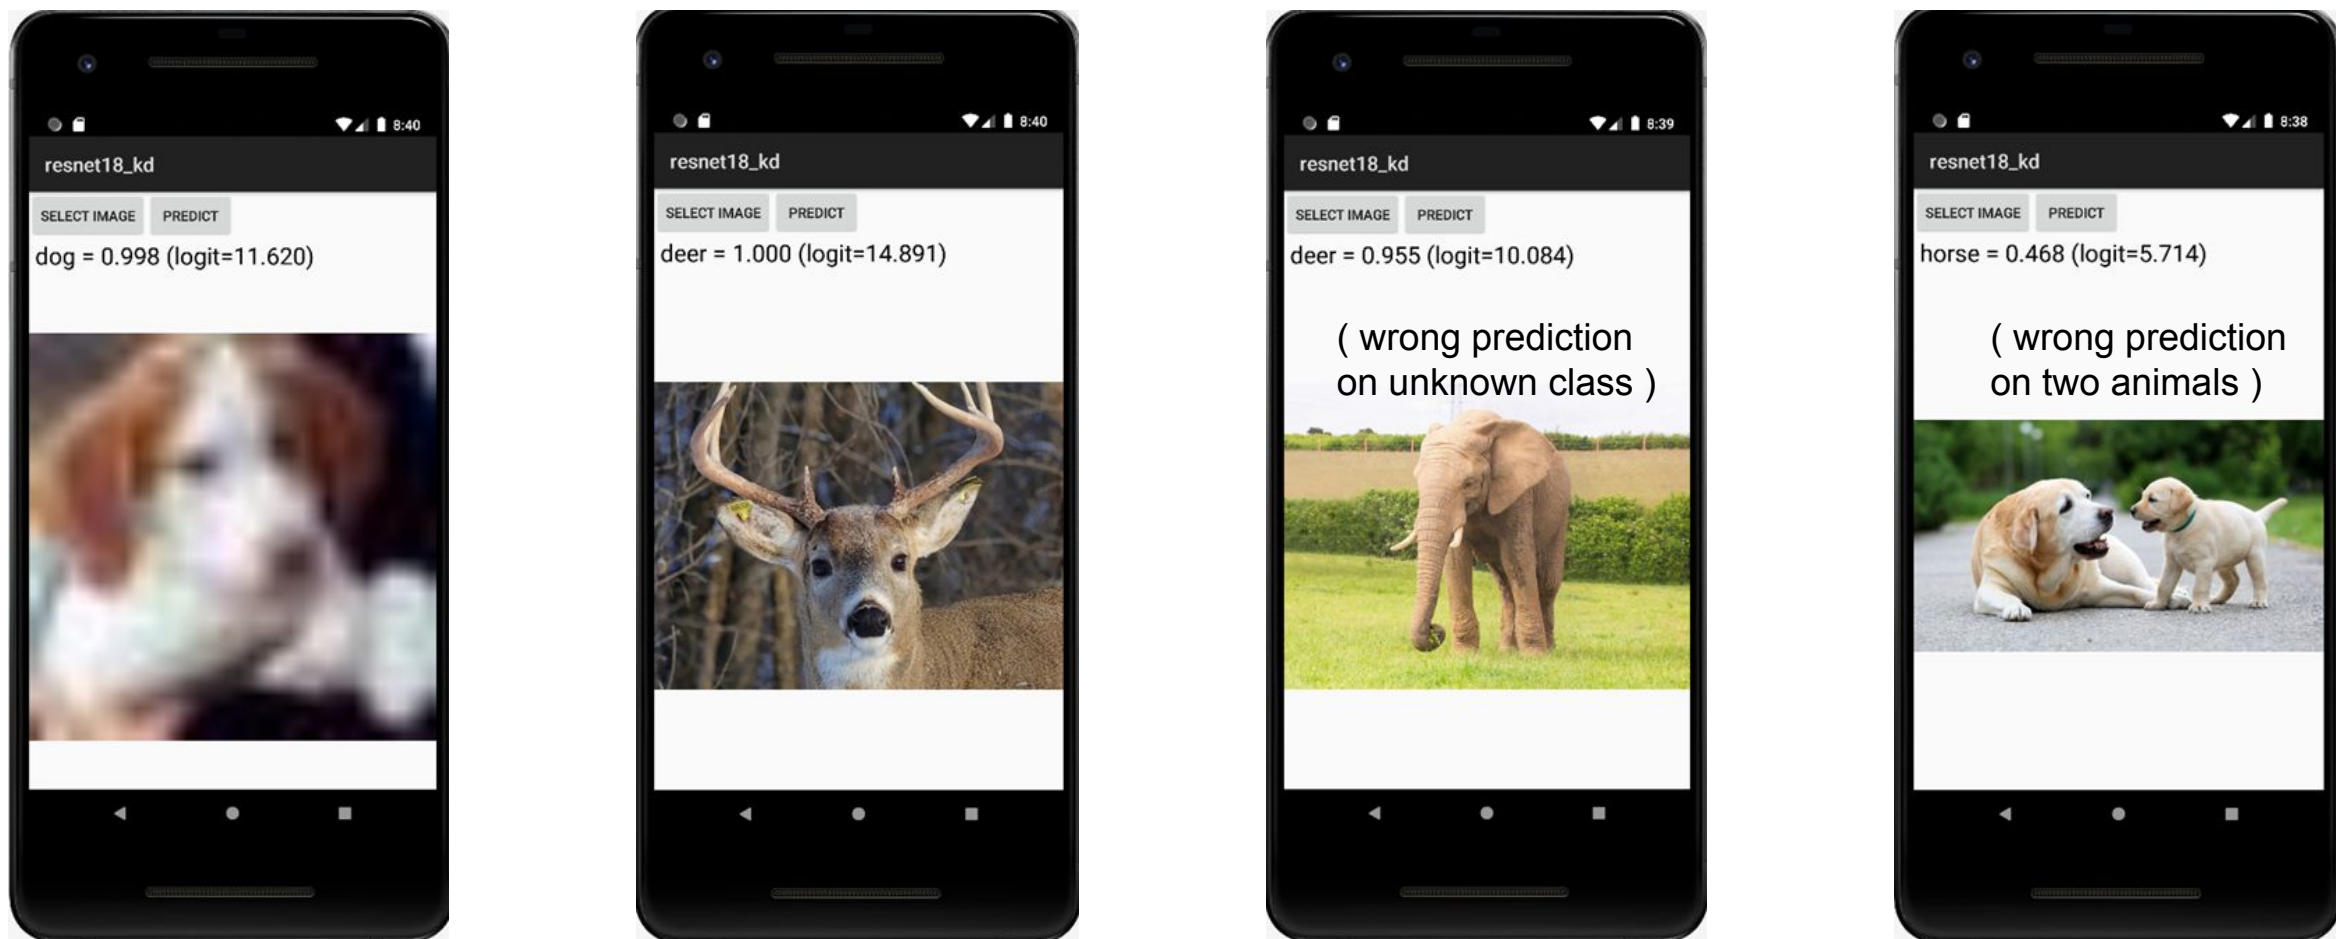 8:40
resnet18_kd
SELECT IMAGE PREDICT
dog = 0.998 (logit=11.620)
8:40
resnet18_kd
SELECT IMAGE PREDICT
deer = 1.000 (logit=14.891)
8:39
resnet18_kd
SELECT IMAGE PREDICT
deer = 0.955 (logit=10.084)
( wrong prediction
on unknown class )
8:38
resnet18_kd
SELECT IMAGE PREDICT
horse = 0.468 (logit=5.714)
( wrong prediction
on two animals )